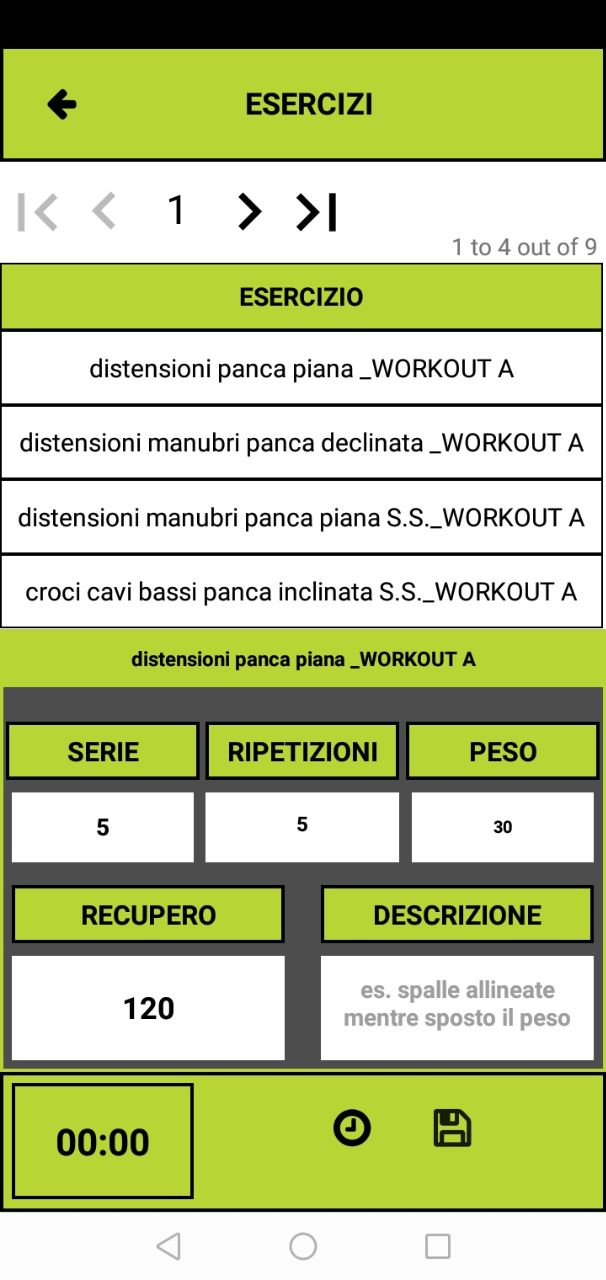 ESERCIZI
1
1 to 4 out of 9
ESERCIZIO
distensioni panca piana _WORKOUT A
distensioni manubri panca declinata _WORKOUT A
distensioni manubri panca piana S.S._WORKOUT A
croci cavi bassi panca inclinata S.S._WORKOUT A
distensioni panca piana _WORKOUT A
SERIE RIPETIZIONI PESO
5 5 30
RECUPERO DESCRIZIONE
120
es. spalle allineate
mentre sposto il peso
00:00